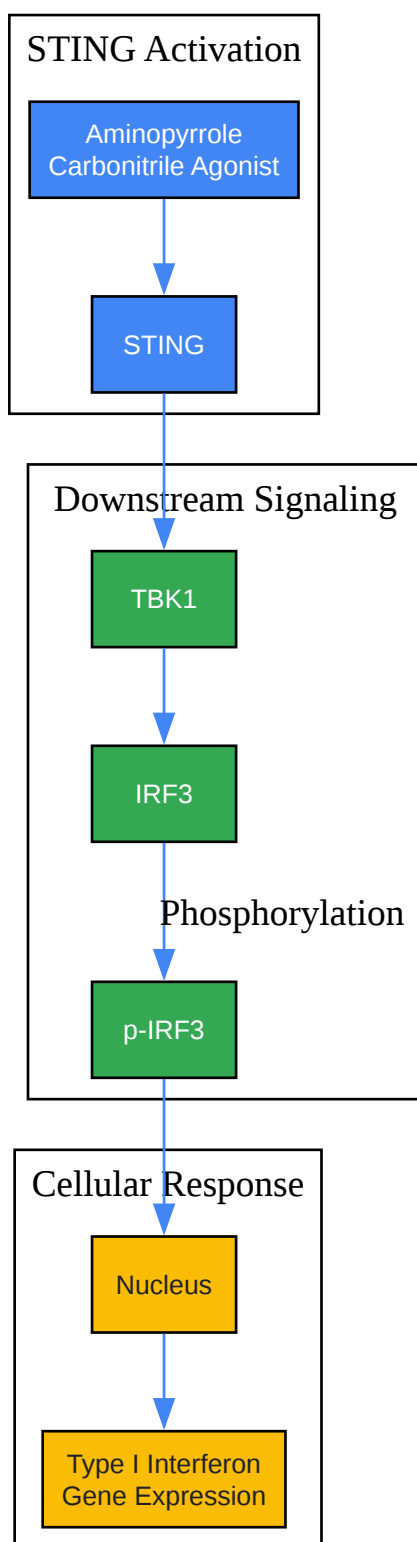 STING Activation
Aminopyrrole
Carbonitrile Agonist
STING
Downstream Signaling
TBK1
IRF3
Phosphorylation
p-IRF3
Cellular Response
Nucleus
Type I Interferon
Gene Expression